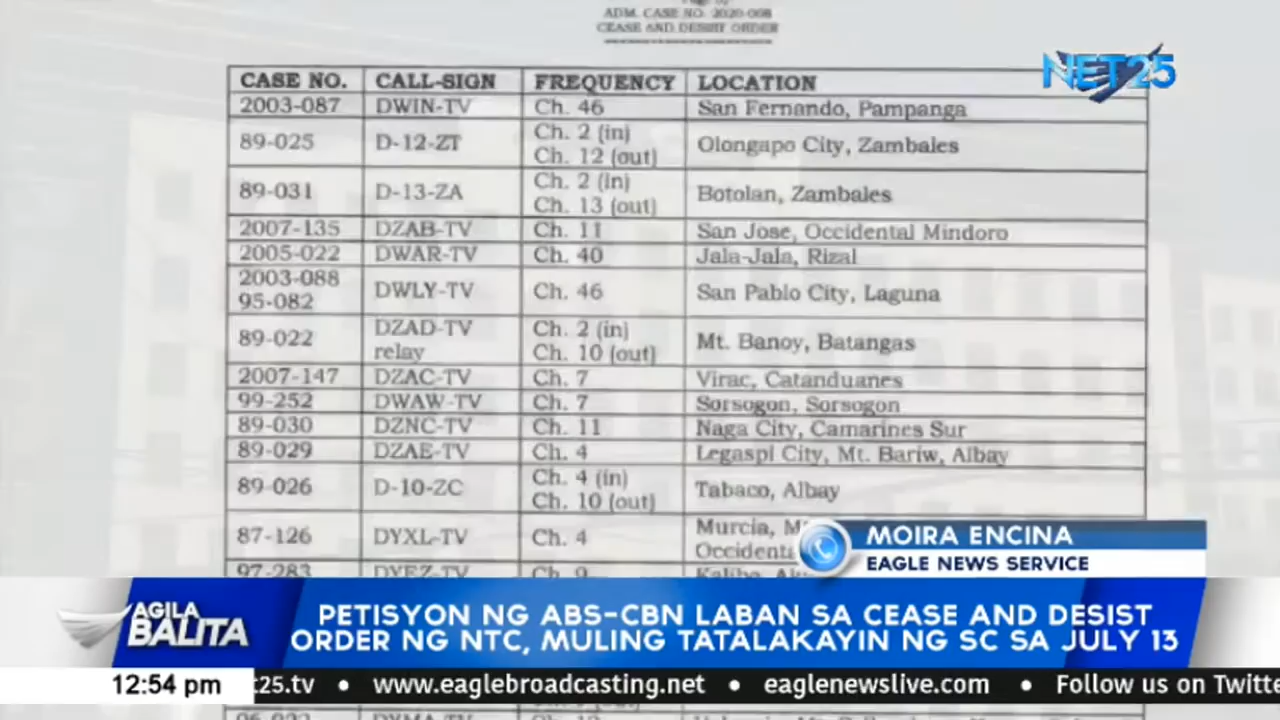 ADM. CASE NO. 2020-008
CEASE AND DESIST ORDER
NET25
CASE NO. CALL-SIGN FREQUENCY LOCATION
2003-087 DWIN-TV Ch. 46 San Fernando, Pampanga
89-025 D-12-ZT Ch. 2 (in) Olongapo City, Zambales
Ch. 12 (out)
89-031 D-13-ZA Ch. 2 (in) Botolan, Zambales
Ch. 13 (out)
2007-135 DZAB-TV Ch. 11 San Jose, Occidental Mindoro
2005-022 DWAR-TV Ch. 40 Jala-Jala, Rizal
2003-088 DWLY-TV Ch. 46 San Pablo City, Laguna
95-082
89-022 DZAD-TV Ch. 2 (in) Mt. Banoy, Batangas
relay Ch. 10 (out)
2007-147 DZAC-TV Ch. 7 Virac, Catanduanes
99-252 DWAW-TV Ch. 7 Sorsogon, Sorsogon
89-030 DZNC-TV Ch. 11 Naga City, Camarines Sur
89-029 DZAE-TV Ch. 4 Legaspi City, Mt. Bariw, Albay
89-026 D-10-ZC Ch. 4 (in) Tabaco, Albay
Ch. 10 (out)
87-126 DYXL-TV Ch. 4 Murcia,
Occidenta
97-283 DYEZ-TV Ch. 9
MOIRA ENCINA
EAGLE NEWS SERVICE
AGILA
BALITA
PETISYON NG ABS-CBN LABAN SA CEASE AND DESIST
ORDER NG NTC, MULING TATALAKAYIN NG SC SA JULY 13
12:54 pm 25.tv • www.eaglebroadcasting.net • eaglenewslive.com • Follow us on Twitte